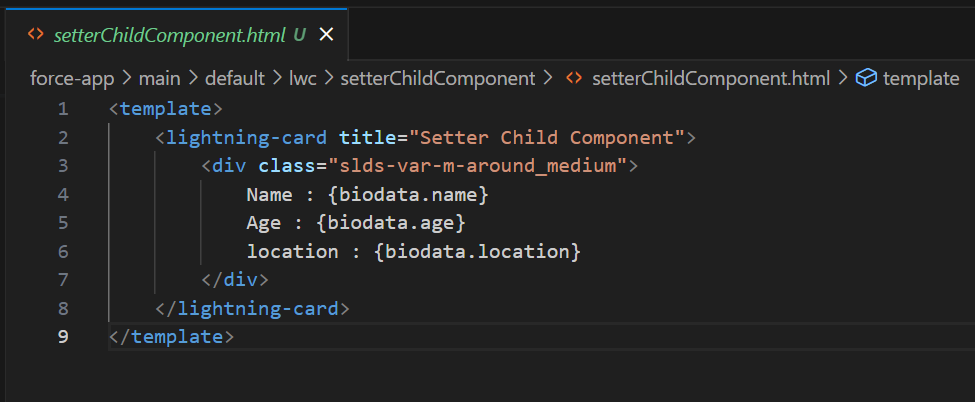 setterChildComponent.html U
force-app > main > default > lwc > setterChildComponent > setterChildComponent.html > template
1 <template>
2 <lightning-card title="Setter Child Component">
3 <div class="slds-var-m-around_medium">
4 Name : {biodata.name}
5 Age : {biodata.age}
6 location : {biodata.location}
7 </div>
8 </lightning-card>
9 </template>